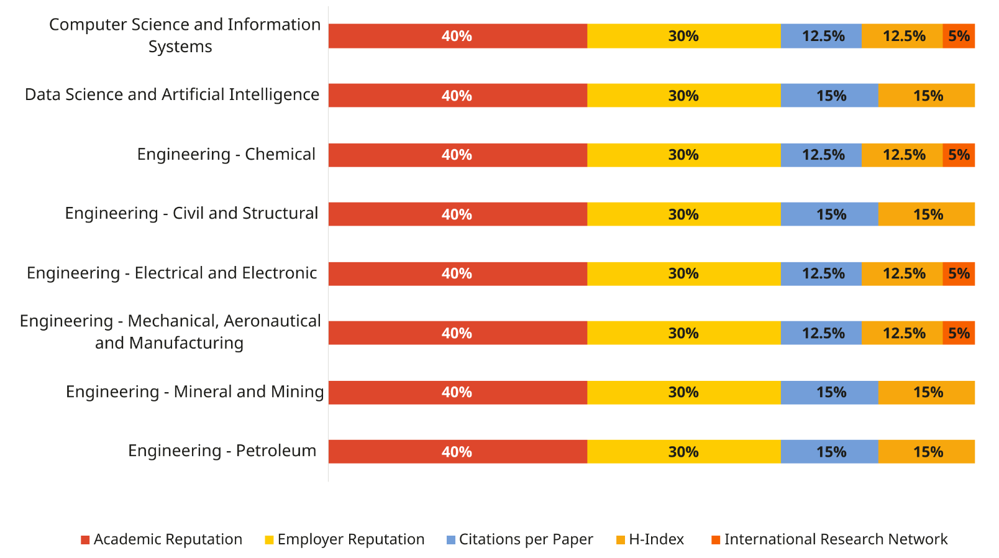 Computer Science and Information
Systems
40% 30% 12.5% 12.5% 5%
Data Science and Artificial Intelligence
40% 30% 15% 15%
Engineering - Chemical
40% 30% 12.5% 12.5% 5%
Engineering - Civil and Structural
40% 30% 15% 15%
Engineering - Electrical and Electronic
40% 30% 12.5% 12.5% 5%
Engineering - Mechanical, Aeronautical
and Manufacturing
40% 30% 12.5% 12.5% 5%
Engineering - Mineral and Mining
40% 30% 15% 15%
Engineering - Petroleum
40% 30% 15% 15%
Academic Reputation Employer Reputation Citations per Paper H-Index International Research Network